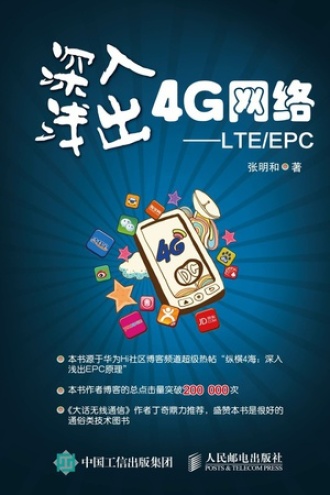 深入
浅出 4G网络
——LTE/EPC
张明和 著
4G
本书源于华为Hi社区博客频道超级热帖“纵横4海：深入
浅出EPC原理”
本书作者博客的总点击量突破200 000次
《大话无线通信》作者丁奇鼎力推荐，盛赞本书是很好的
通俗类技术图书
中国工信出版集团
人民邮电出版社
POSTS & TELECOM PRESS